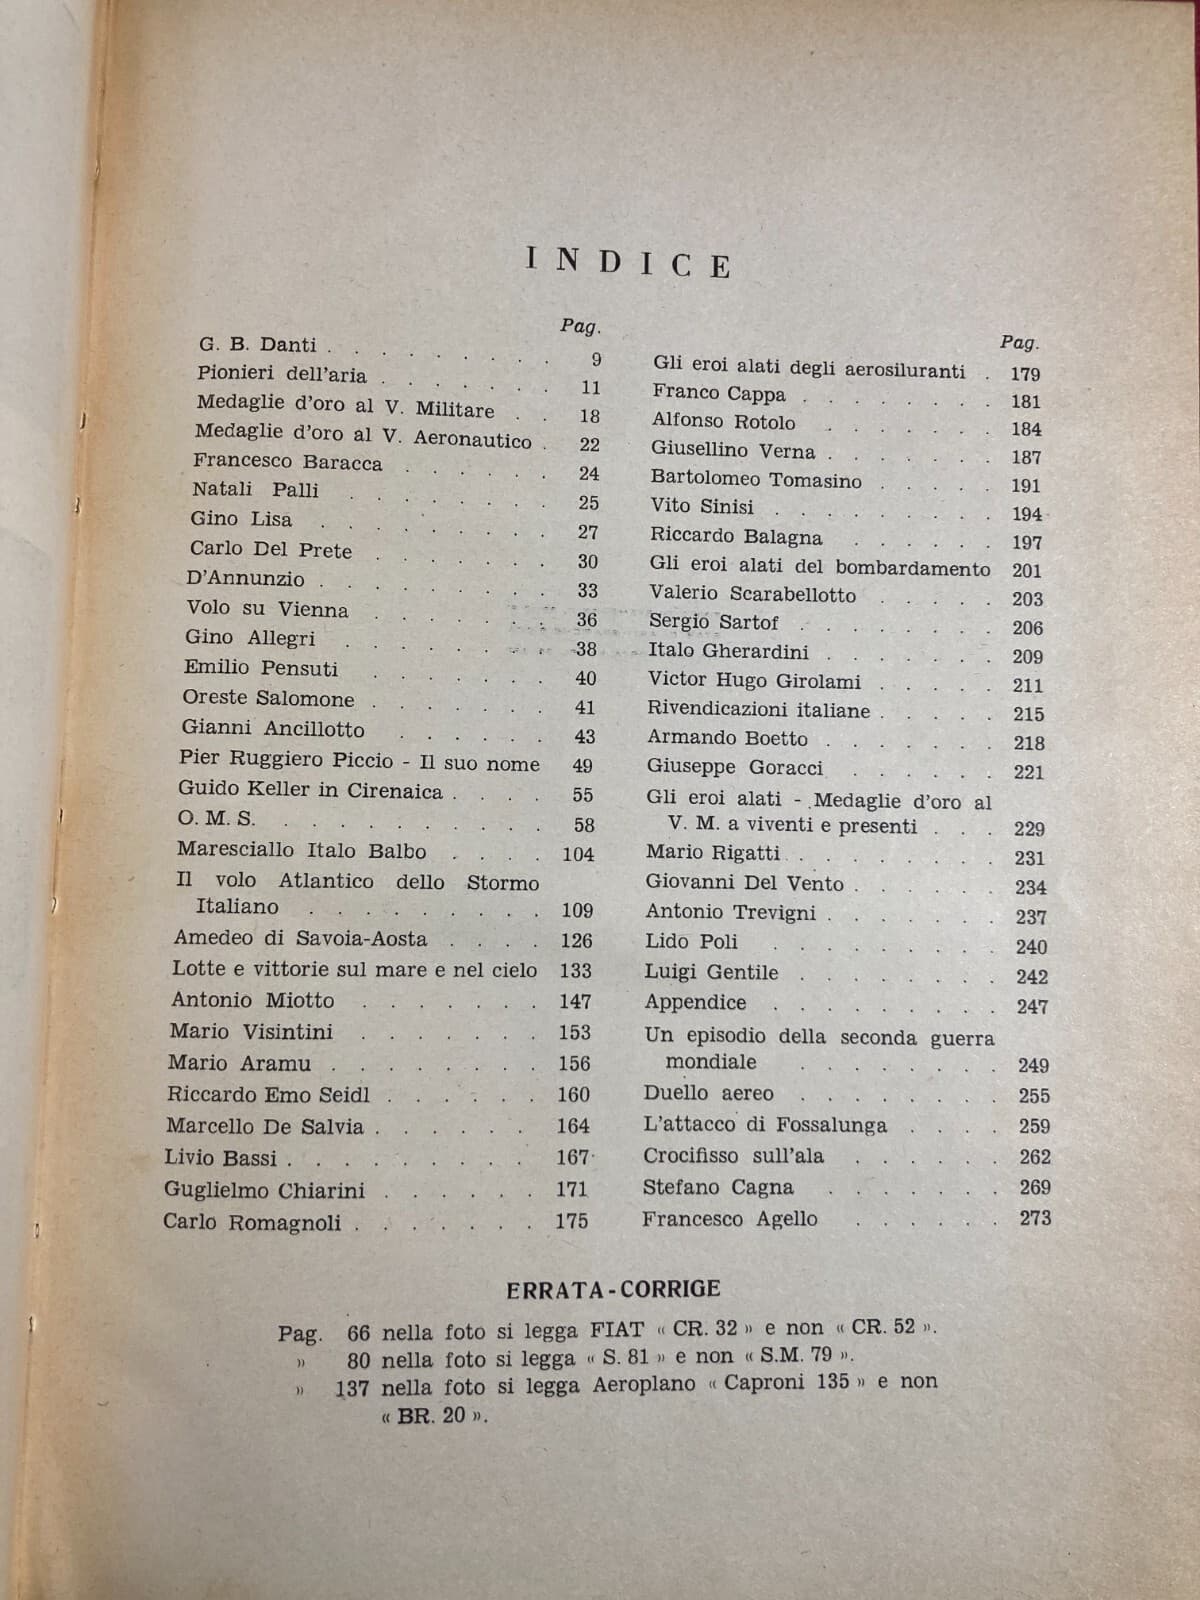 INDICE
Pag.
G. B. Danti . . . . . . . . . 9
Pionieri dell'aria . . . . . . . 11
Medaglie d'oro al V. Militare . . 18
Medaglie d'oro al V. Aeronautico . 22
Francesco Baracca . . . . . . 24
Natali Palli . . . . . . . . 25
Gino Lisa . . . . . . . . 27
Carlo Del Prete . . . . . . . 30
D'Annunzio . . . . . . . . 33
Volo su Vienna . . . . . . . 36
Gino Allegri . . . . . . . . 38
Emilio Pensuti . . . . . . . 40
Oreste Salomone . . . . . . . 41
Gianni Ancillotto . . . . . . 43
Pier Ruggiero Piccio - Il suo nome 49
Guido Keller in Cirenaica . . . . 55
O. M. S. . . . . . . . . . . 58
Maresciallo Italo Balbo . . . . 104
Il volo Atlantico dello Stormo
Italiano . . . . . . . . . 109
Amedeo di Savoia-Aosta . . . . 126
Lotte e vittorie sul mare e nel cielo 133
Antonio Miotto . . . . . . . 147
Mario Visintini . . . . . . . 153
Mario Aramu . . . . . . . . 156
Riccardo Emo Seidl . . . . . . 160
Marcello De Salvia . . . . . . 164
Livio Bassi . . . . . . . . . 167
Guglielmo Chiarini . . . . . . 171
Carlo Romagnoli . . . . . . . 175
Pag.
Gli eroi alati degli aerosiluranti . 179
Franco Cappa . . . . . . . . 181
Alfonso Rotolo . . . . . . . 184
Giusellino Verna . . . . . . . 187
Bartolomeo Tomasino . . . . . 191
Vito Sinisi . . . . . . . . . 194
Riccardo Balagna . . . . . . 197
Gli eroi alati del bombardamento 201
Valerio Scarabellotto . . . . . 203
Sergio Sartof . . . . . . . . 206
Italo Gherardini . . . . . . . 209
Victor Hugo Girolami . . . . . 211
Rivendicazioni italiane . . . . . 215
Armando Boetto . . . . . . . 218
Giuseppe Goracci . . . . . . 221
Gli eroi alati - Medaglie d'oro al
V. M. a viventi e presenti . . . 229
Mario Rigatti . . . . . . . . 231
Giovanni Del Vento . . . . . . 234
Antonio Trevigni . . . . . . . 237
Lido Poli . . . . . . . . . 240
Luigi Gentile . . . . . . . . 242
Appendice . . . . . . . . . 247
Un episodio della seconda guerra
mondiale . . . . . . . . 249
Duello aereo . . . . . . . . 255
L'attacco di Fossalunga . . . . 259
Crocifisso sull'ala . . . . . . 262
Stefano Cagna . . . . . . . 269
Francesco Agello . . . . . . 273
ERRATA-CORRIGE
Pag. 66 nella foto si legga FIAT « CR. 32 » e non « CR. 52 ».
» 80 nella foto si legga « S. 81 » e non « S.M. 79 ».
» 137 nella foto si legga Aeroplano « Caproni 135 » e non
« BR. 20 ».